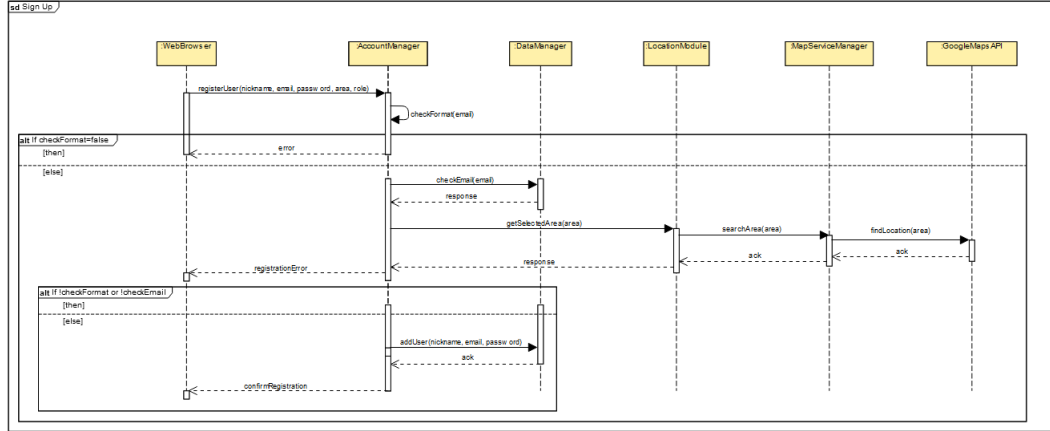 sd Sign Up
:WebBrowser
:AccountManager
:DataManager
:LocationModule
:MapServiceManager
:GoogleMapsAPI
registerUser(nickname, email, password, area, role)
checkFormat(email)
alt If checkFormat=false
[then]
error
[else]
checkEmail(email)
response
getSelectedArea(area)
searchArea(area)
findLocation(area)
ack
ack
response
registrationError
alt If !checkFormat or !checkEmail
[then]
[else]
addUser(nickname, email, password)
ack
confirmRegistration